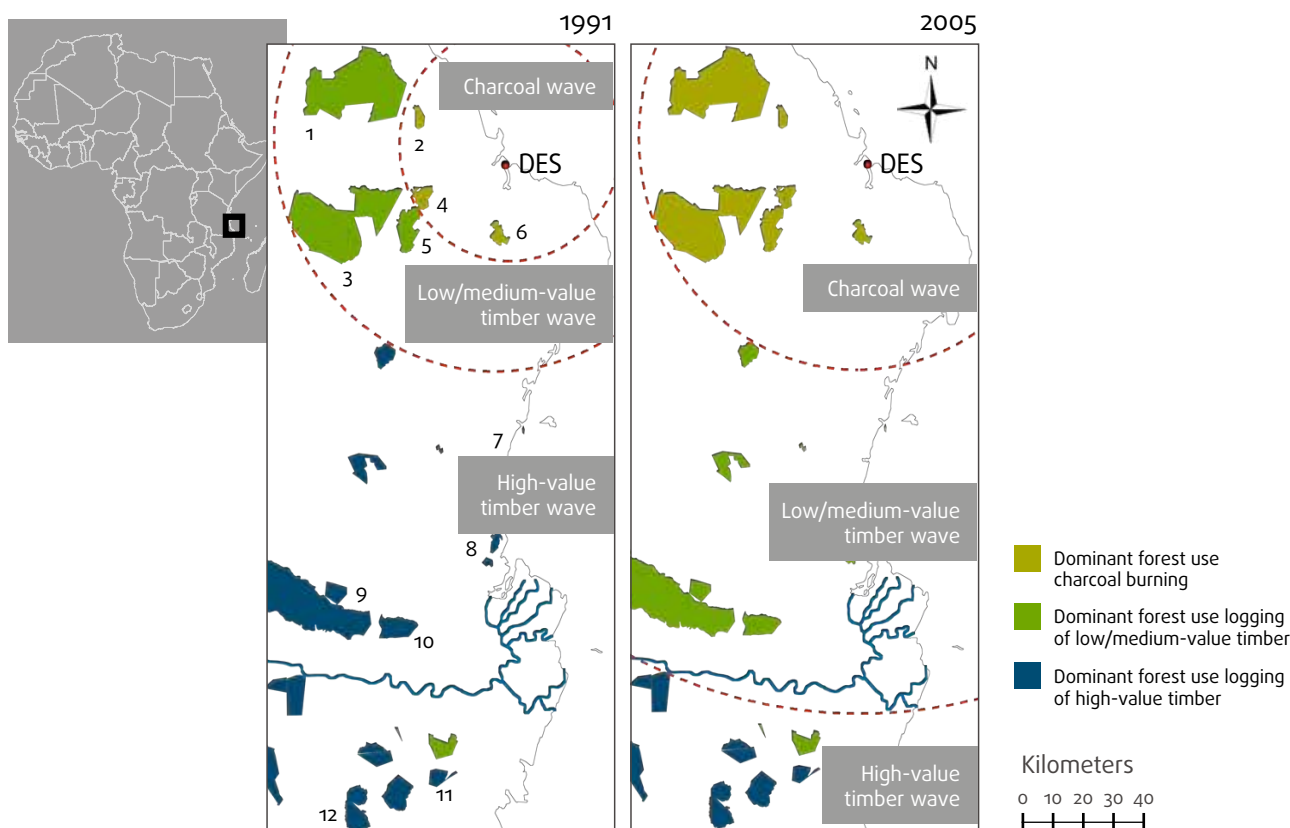 1991
Charcoal wave
1
2
DES
4
5
6
3
Low/medium-value
timber wave
7
High-value
timber wave
8
9
10
11
12
2005
N
DES
Charcoal wave
Low/medium-value
timber wave
High-value
timber wave
Dominant forest use
charcoal burning
Dominant forest use logging
of low/medium-value timber
Dominant forest use logging
of high-value timber
Kilometers
0 10 20 30 40